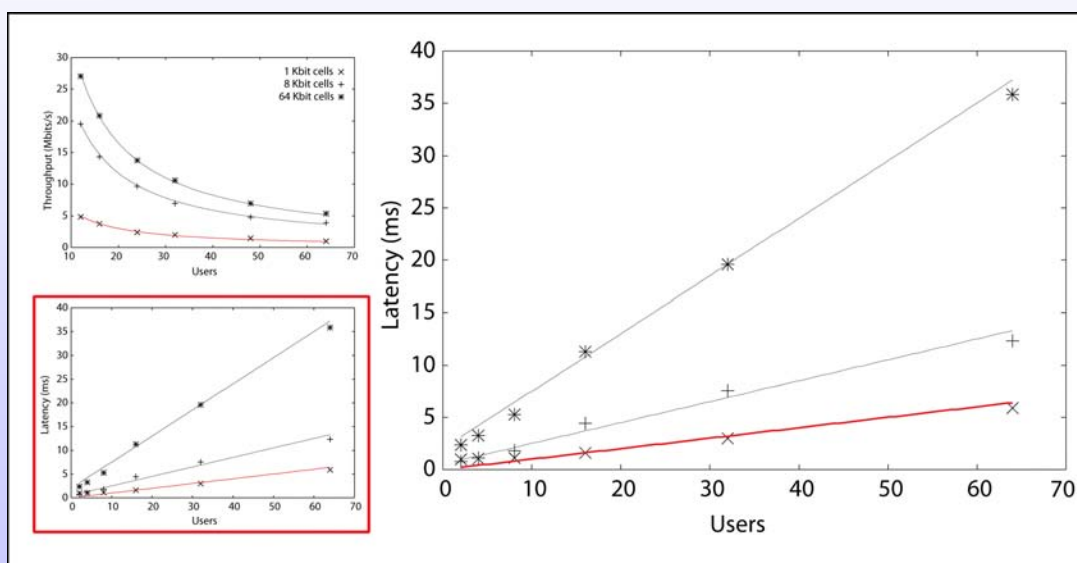 30
25
20
15
10
5
0
Throughput (Mbits/s)
1 Kbit cells
8 Kbit cells
64 Kbit cells
10 20 30 40 50 60 70
Users
40
35
30
25
20
15
10
5
0
Latency (ms)
0 10 20 30 40 50 60 70
Users
40
35
30
25
20
15
10
5
0
Latency (ms)
0 10 20 30 40 50 60 70
Users